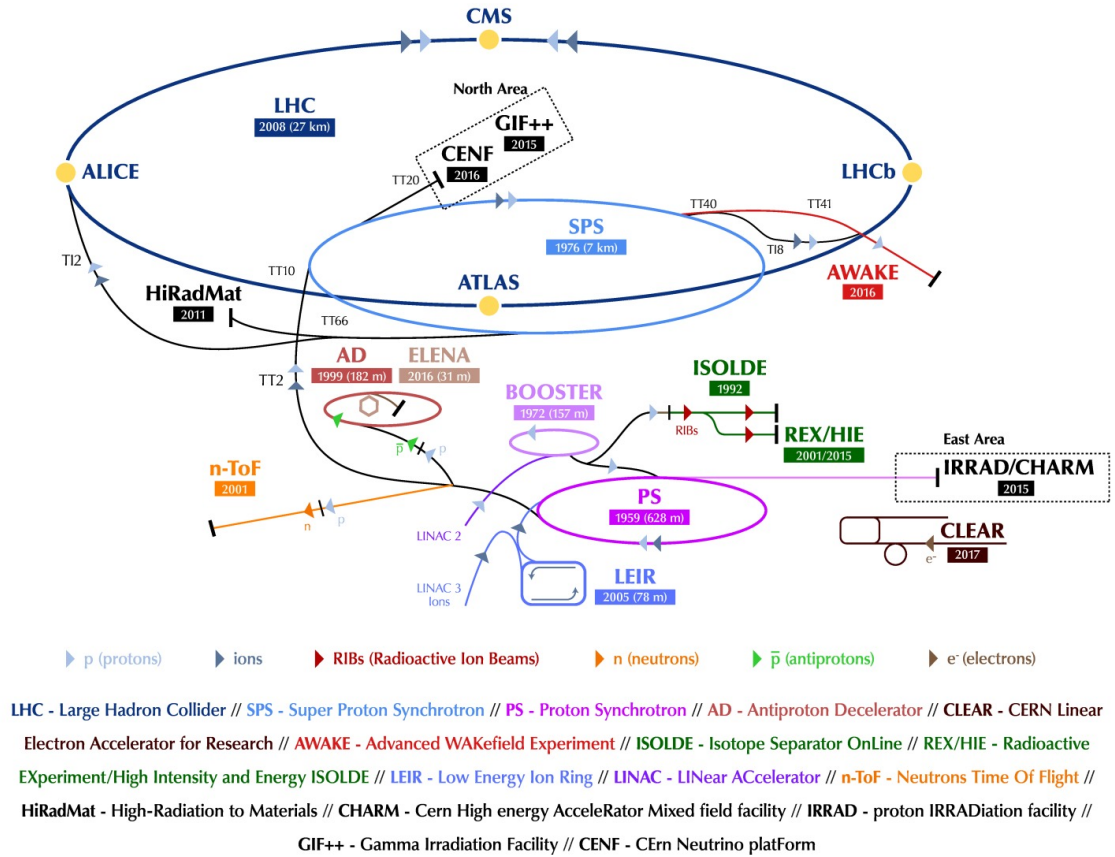 CMS
North Area
LHC
2008 (27 km)
GIF++
2015
CENF
2016
ALICE
TT20
LHCb
TT40
TT41
SPS
1976 (7 km)
TI2
TT10
TI8
AWAKE
2016
HiRadMat
2011
ATLAS
TT66
AD
1999 (182 m)
ELENA
2016 (31 m)
TT2
ISOLDE
1992
BOOSTER
1972 (157 m)
RIBs
REX/HIE
2001/2015
East Area
p̅
p
n-ToF
2001
IRRAD/CHARM
2015
PS
1959 (628 m)
n
p
LINAC 2
CLEAR
2017
e-
LEIR
2005 (78 m)
LINAC 3
Ions
p (protons)
ions
RIBs (Radioactive Ion Beams)
n (neutrons)
p̅ (antiprotons)
e- (electrons)
LHC - Large Hadron Collider // SPS - Super Proton Synchrotron // PS - Proton Synchrotron // AD - Antiproton Decelerator // CLEAR - CERN Linear
Electron Accelerator for Research // AWAKE - Advanced WAKefield Experiment // ISOLDE - Isotope Separator OnLine // REX/HIE - Radioactive
EXperiment/High Intensity and Energy ISOLDE // LEIR - Low Energy Ion Ring // LINAC - LINear ACcelerator // n-ToF - Neutrons Time Of Flight //
HiRadMat - High-Radiation to Materials // CHARM - Cern High energy AcceleRator Mixed field facility // IRRAD - proton IRRADiation facility //
GIF++ - Gamma Irradiation Facility // CENF - CErn Neutrino platForm